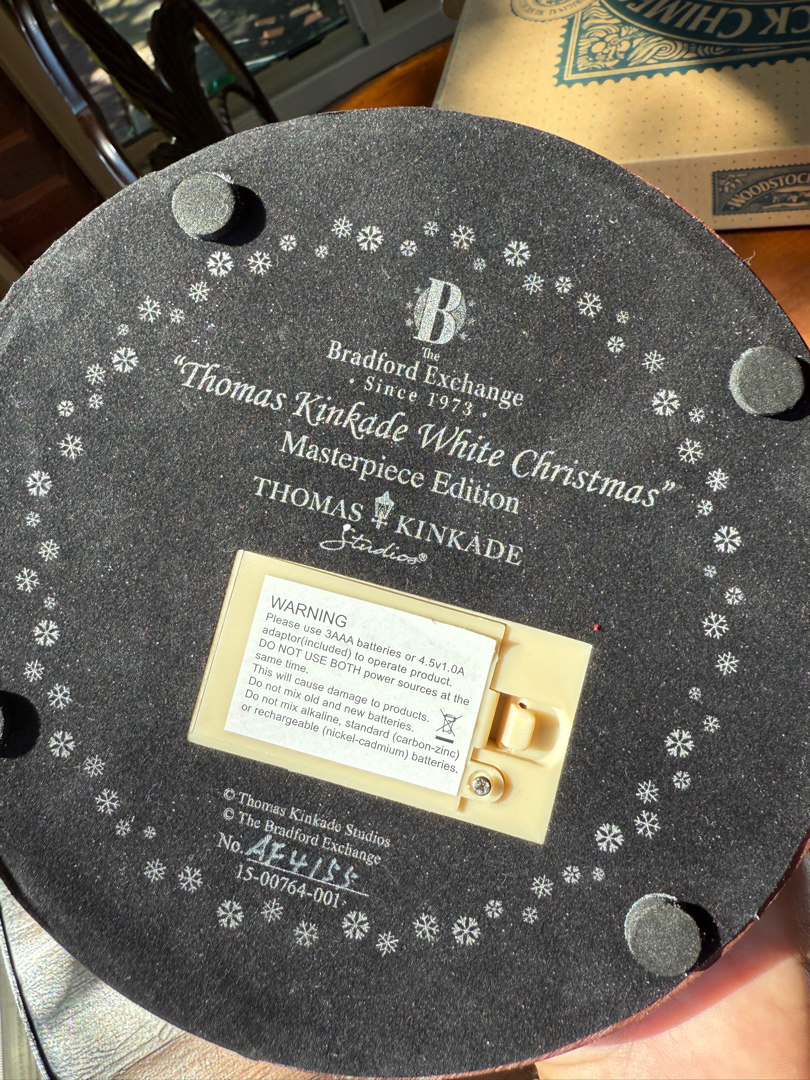 CK CHIME
WOODSTOCK
B
The
Bradford Exchange
· Since 1973 ·
“Thomas Kinkade White Christmas”
Masterpiece Edition
THOMAS KINKADE
Studios®
WARNING
Please use 3AAA batteries or 4.5v1.0A
adaptor(included) to operate product.
DO NOT USE BOTH power sources at the
same time.
This will cause damage to products.
Do not mix old and new batteries.
Do not mix alkaline, standard (carbon-zinc)
or rechargeable (nickel-cadmium) batteries.
© Thomas Kinkade Studios
© The Bradford Exchange
No. AF4155
15-00764-001